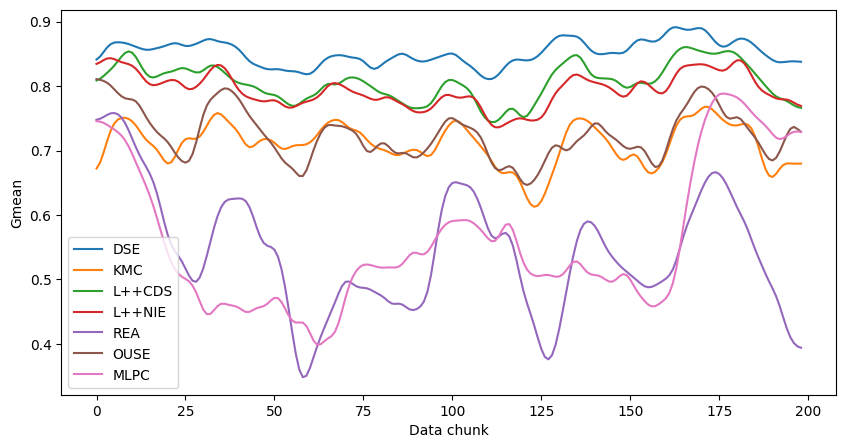 Gmean
0.9
0.8
0.7
0.6
0.5
0.4
DSE
KMC
L++CDS
L++NIE
REA
OUSE
MLPC
0 25 50 75 100 125 150 175 200
Data chunk